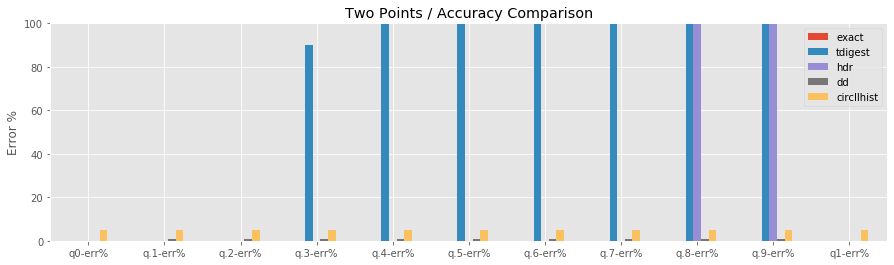 Two Points / Accuracy Comparison
Error %
100
80
60
40
20
0
exact
tdigest
hdr
dd
circllhist
q0-err% q.1-err% q.2-err% q.3-err% q.4-err% q.5-err% q.6-err% q.7-err% q.8-err% q.9-err% q1-err%